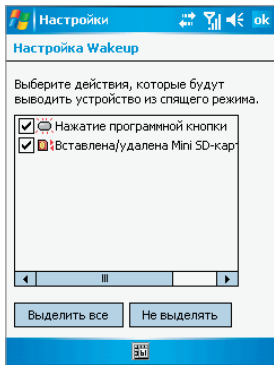 Настройки ok
Настройка Wakeup
Выберите действия, которые будут
выводить устройство из спящего режима.
Нажатие программной кнопки
Вставлена/удалена Mini SD-кар
Выделить все Не выделять